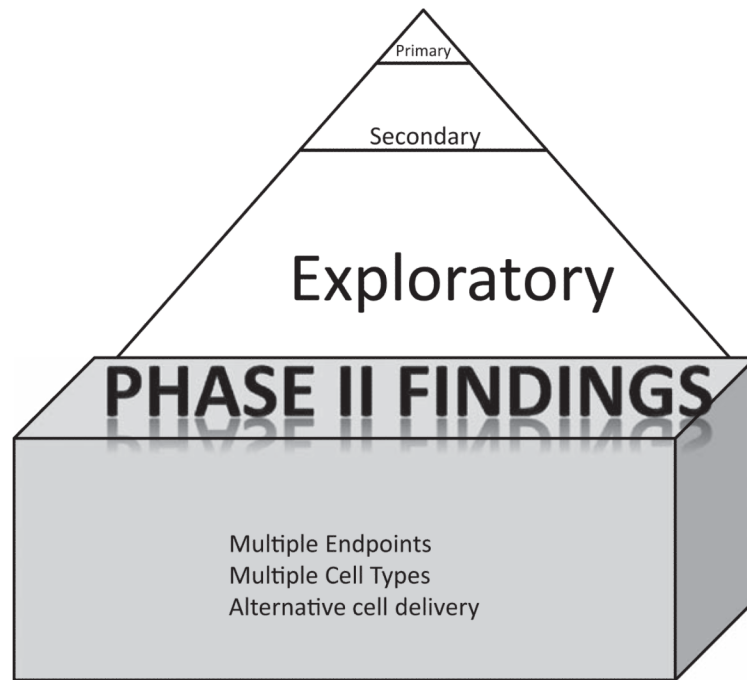 Primary
Secondary
Exploratory
PHASE II FINDINGS
Multiple Endpoints
Multiple Cell Types
Alternative cell delivery